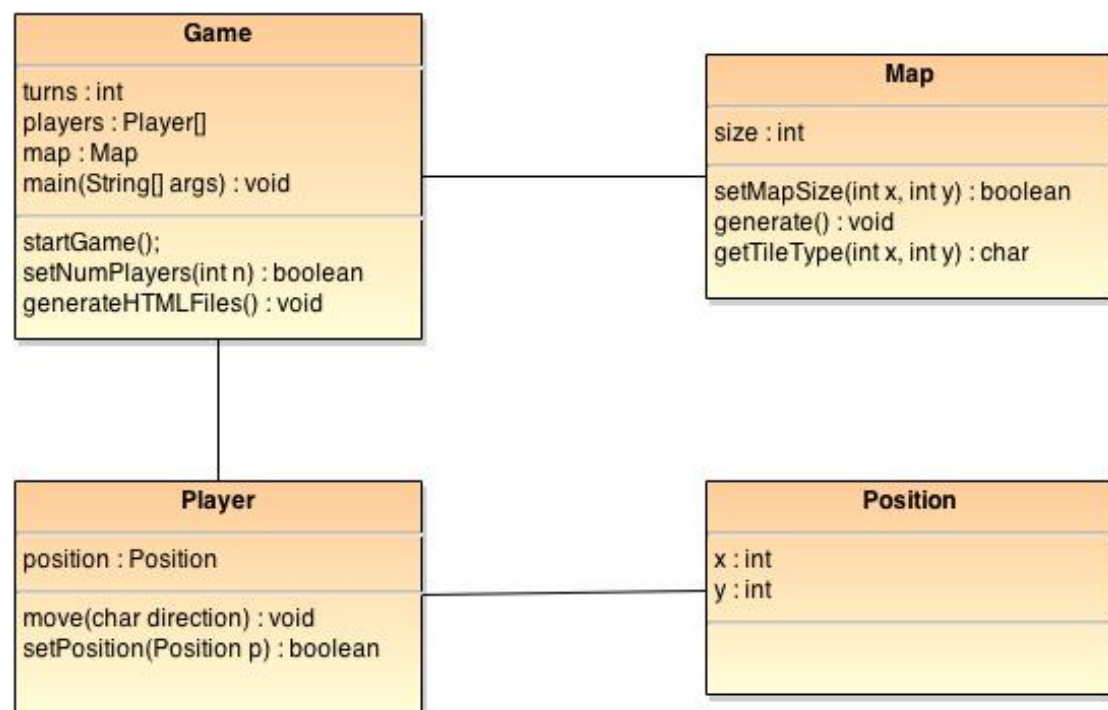 Game
turns : int
players : Player[]
map : Map
main(String[] args) : void
startGame();
setNumPlayers(int n) : boolean
generateHTMLFiles() : void
Map
size : int
setMapSize(int x, int y) : boolean
generate() : void
getTileType(int x, int y) : char
Player
position : Position
move(char direction) : void
setPosition(Position p) : boolean
Position
x : int
y : int